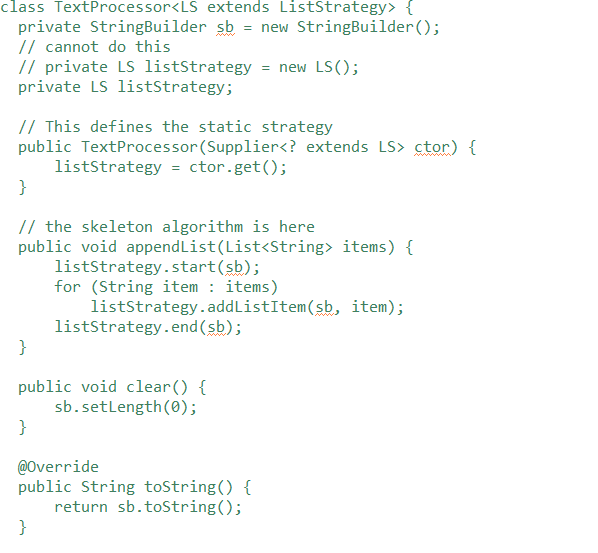 class TextProcessor<LS extends ListStrategy> {
  private StringBuilder sb = new StringBuilder();
  // cannot do this
  // private LS listStrategy = new LS();
  private LS listStrategy;

  // This defines the static strategy
  public TextProcessor(Supplier<? extends LS> ctor) {
      listStrategy = ctor.get();
  }

  // the skeleton algorithm is here
  public void appendList(List<String> items) {
      listStrategy.start(sb);
      for (String item : items)
          listStrategy.addListItem(sb, item);
      listStrategy.end(sb);
  }

  public void clear() {
      sb.setLength(0);
  }

  @Override
  public String toString() {
      return sb.toString();
  }